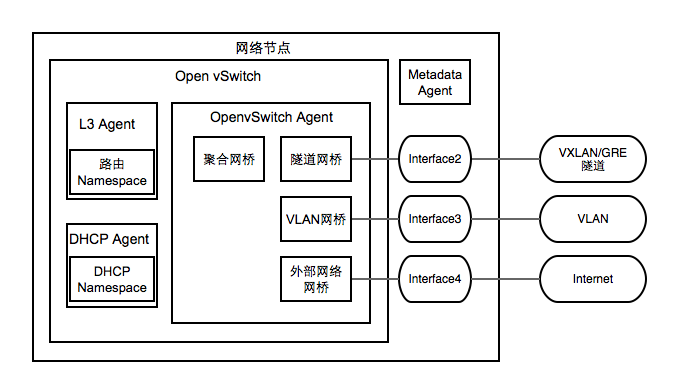 网络节点
Open vSwitch
Metadata
Agent
OpenvSwitch Agent
L3 Agent
路由
Namespace
聚合网桥
隧道网桥
Interface2
VXLAN/GRE
隧道
VLAN网桥
Interface3
VLAN
DHCP Agent
DHCP
Namespace
外部网络
网桥
Interface4
Internet